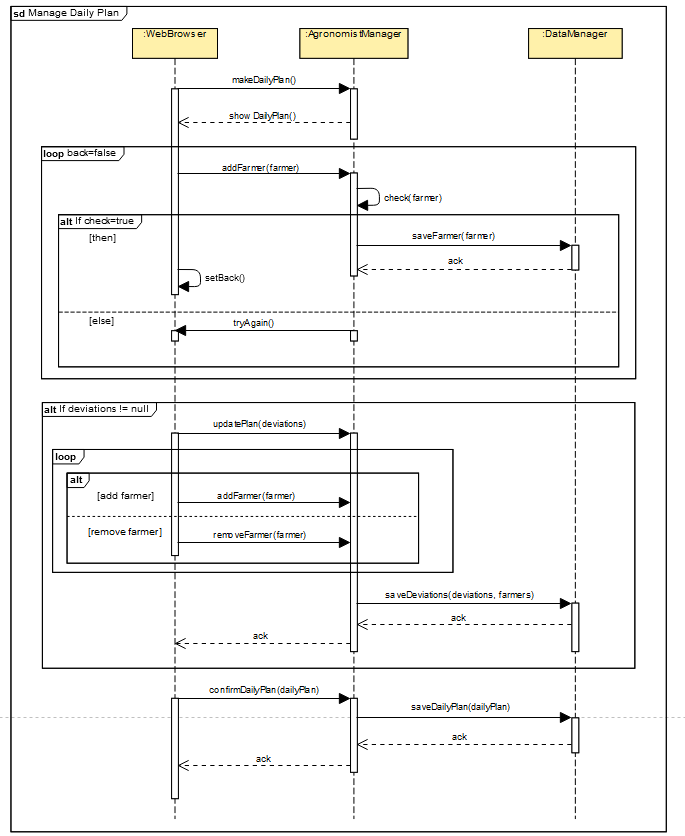 sd Manage Daily Plan
:WebBrowser
:AgronomistManager
:DataManager
makeDailyPlan()
show DailyPlan()
loop back=false
addFarmer(farmer)
check(farmer)
alt If check=true
[then]
saveFarmer(farmer)
ack
setBack()
[else]
tryAgain()
alt If deviations != null
updatePlan(deviations)
loop
alt
[add farmer]
addFarmer(farmer)
[remove farmer]
removeFarmer(farmer)
saveDeviations(deviations, farmers)
ack
ack
confirmDailyPlan(dailyPlan)
saveDailyPlan(dailyPlan)
ack
ack